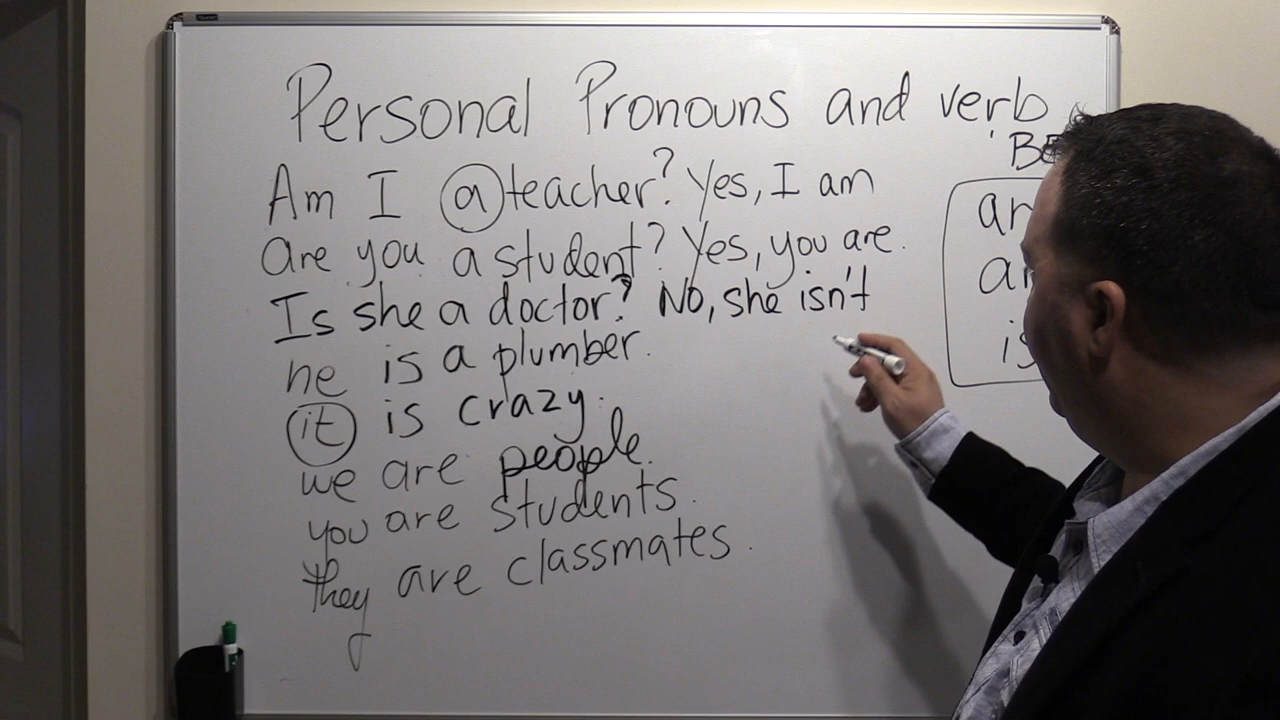 Personal Pronouns and verb
BE
Am I a teacher? Yes, I am
are you a student? Yes, you are.
Is she a doctor? No, she isn't
he is a plumber.
it is crazy.
we are people.
you are students.
they are classmates.
is